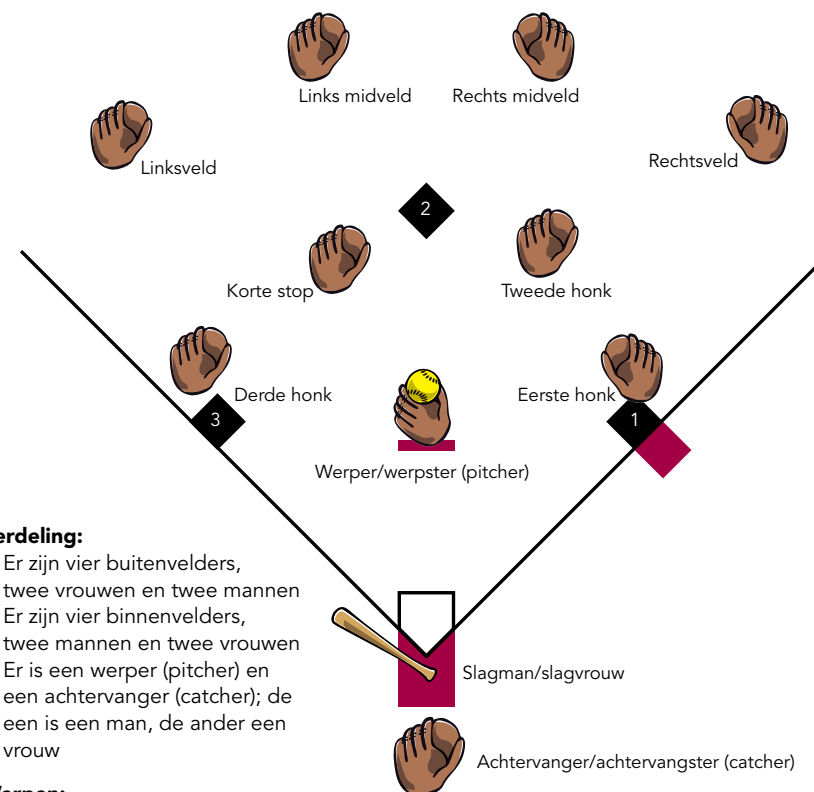 Links midveld
Rechts midveld
Linksveld
Rechtsveld
2
Korte stop
Tweede honk
Derde honk
Eerste honk
3
1
Werper/werpster (pitcher)
erdeling:
Er zijn vier buitenvelders,
twee vrouwen en twee mannen
Er zijn vier binnenvelders,
twee mannen en twee vrouwen
Er is een werper (pitcher) en
een achtervanger (catcher); de
een is een man, de ander een
vrouw
Slagman/slagvrouw
Achtervanger/achtervangster (catcher)